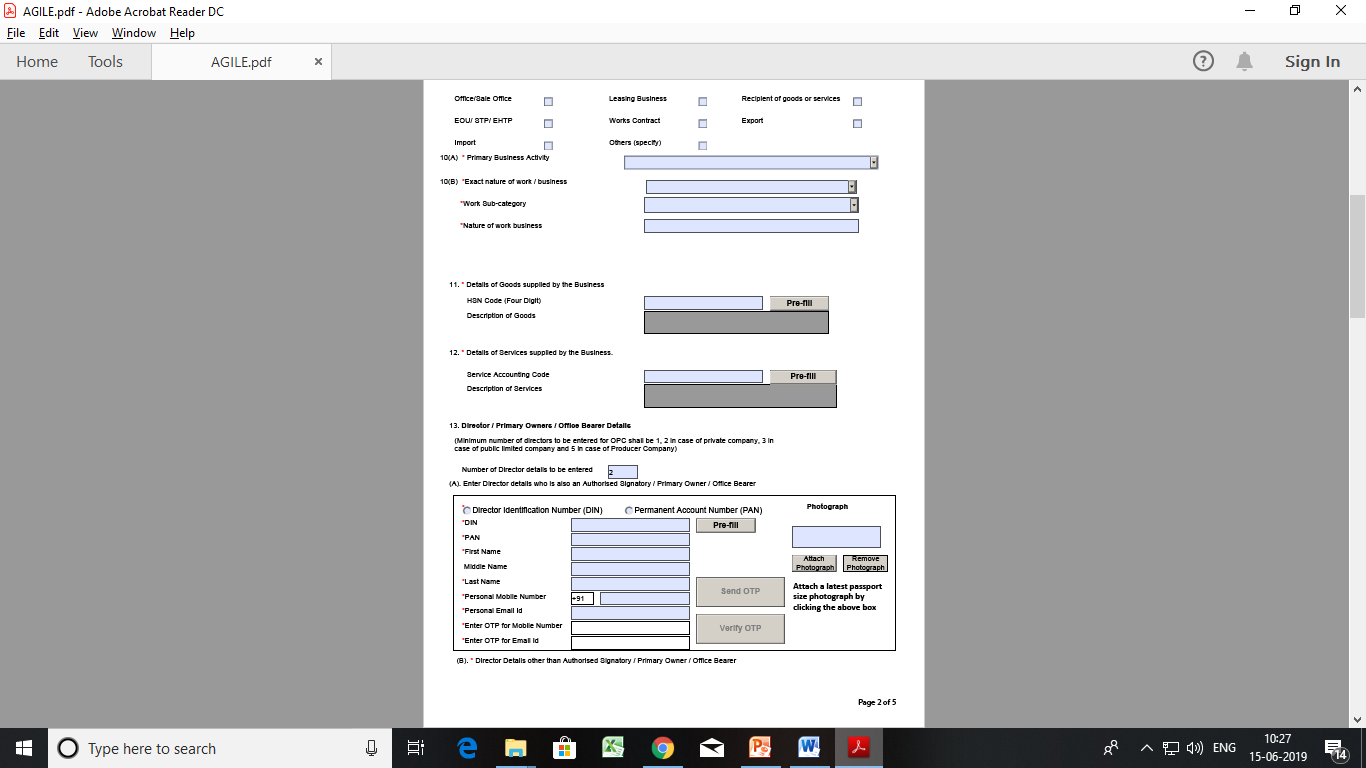 AGILE.pdf - Adobe Acrobat Reader DC
File Edit View Window Help
Home Tools AGILE.pdf × ? Sign In
Office/Sale Office Leasing Business Recipient of goods or services
EOU/ STP/ EHTP Works Contract Export
Import Others (specify)
10(A) * Primary Business Activity
10(B) *Exact nature of work / business
*Work Sub-category
*Nature of work business
11. * Details of Goods supplied by the Business
HSN Code (Four Digit) Pre-fill
Description of Goods
12. * Details of Services supplied by the Business.
Service Accounting Code Pre-fill
Description of Services
13. Director / Primary Owners / Office Bearer Details
(Minimum number of directors to be entered for OPC shall be 1, 2 in case of private company, 3 in
case of public limited company and 5 in case of Producer Company)
Number of Director details to be entered 2
(A). Enter Director details who is also an Authorised Signatory / Primary Owner / Office Bearer
* Director Identification Number (DIN) Permanent Account Number (PAN) Photograph
*DIN Pre-fill
*PAN
*First Name
Middle Name
Attach Photograph Remove Photograph
*Last Name
Send OTP
Attach a latest passport
size photograph by
clicking the above box
*Personal Mobile Number +91
*Personal Email Id
*Enter OTP for Mobile Number Verify OTP
*Enter OTP for Email Id
(B). * Director Details other than Authorised Signatory / Primary Owner / Office Bearer
Page 2 of 5
Type here to search
ENG 10:27
15-06-2019 14